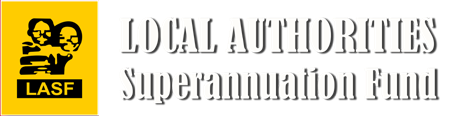 LOCAL AUTHORITIES
Superannuation Fund
LASF